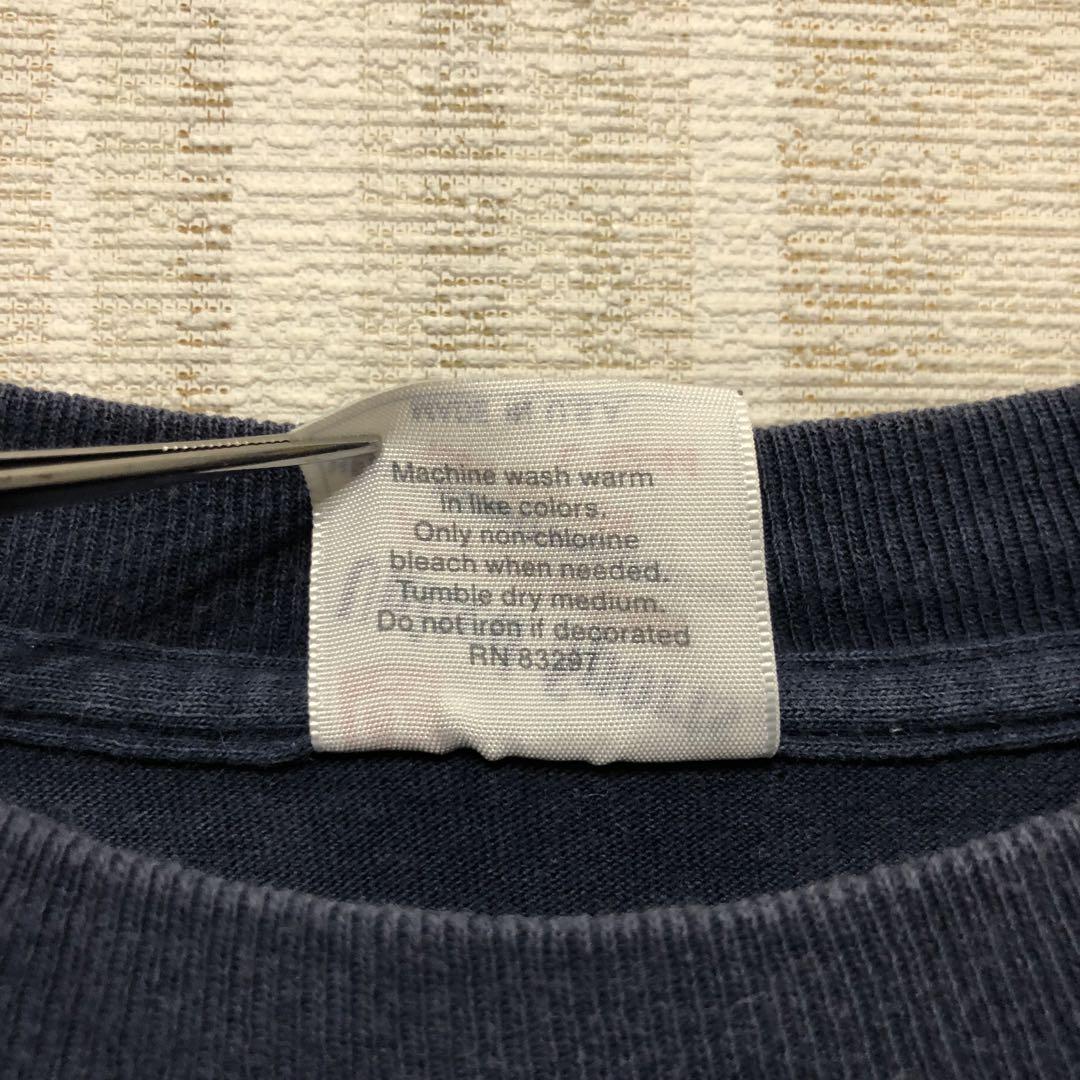 Machine wash warm
in like colors.
Only non-chlorine
bleach when needed.
Tumble dry medium.
Do not iron if decorated
RN 83297